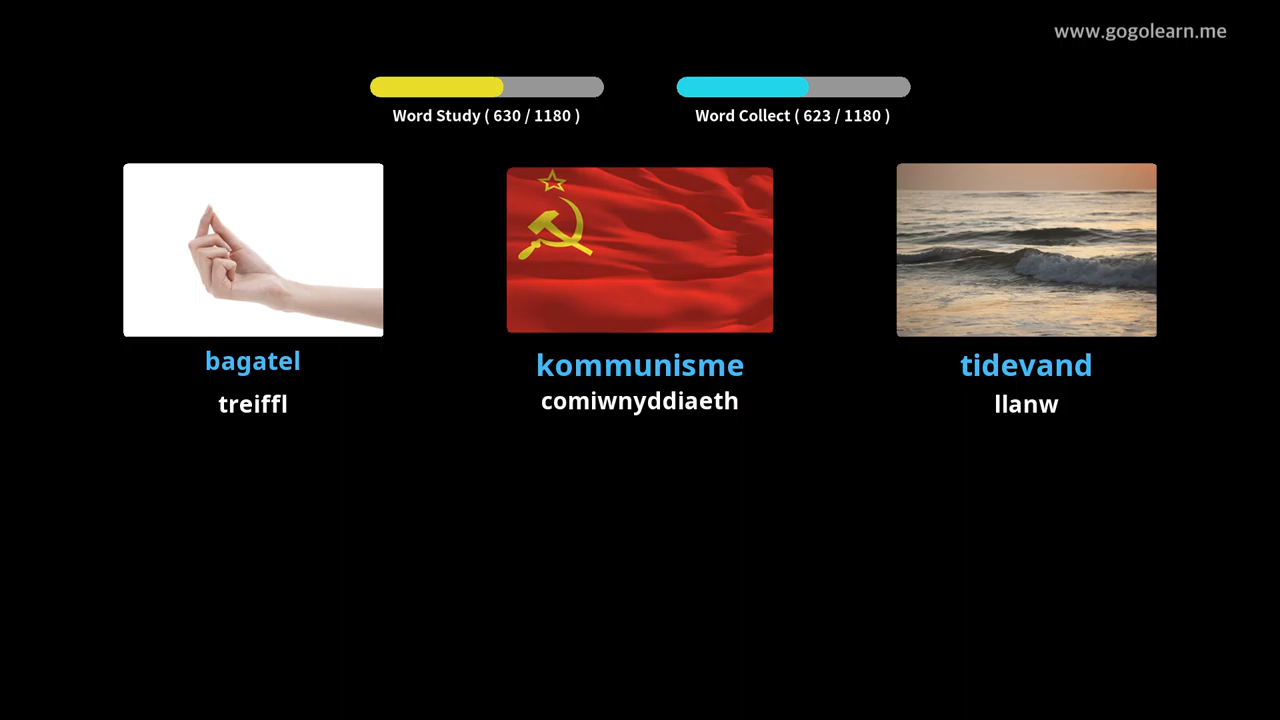 www.gogolearn.me
Word Study ( 630 / 1180 )
Word Collect ( 623 / 1180 )
bagatel
kommunisme
tidevand
treiffl
comiwnyddiaeth
llanw